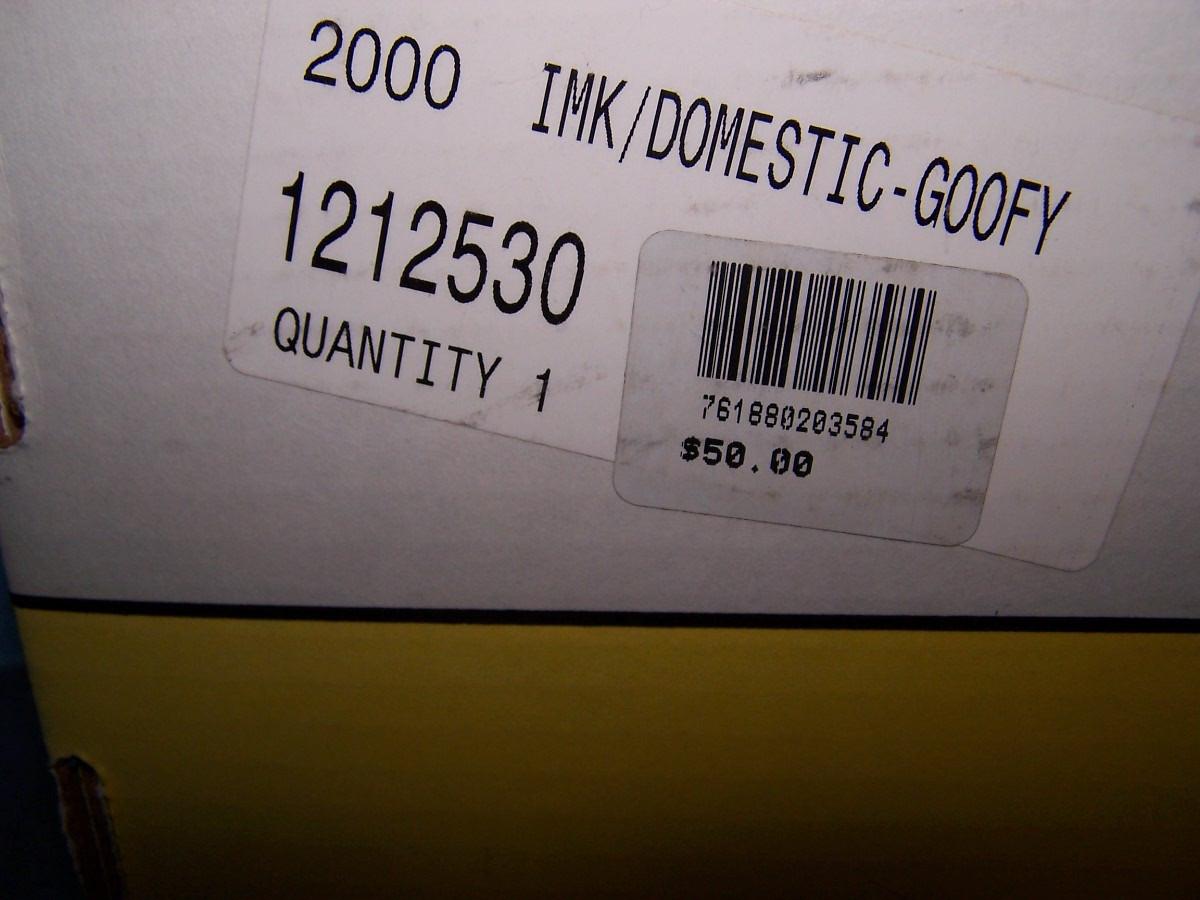 2000 IMK/DOMESTIC-GOOFY
1212530
QUANTITY 1
761880203584
$50.00